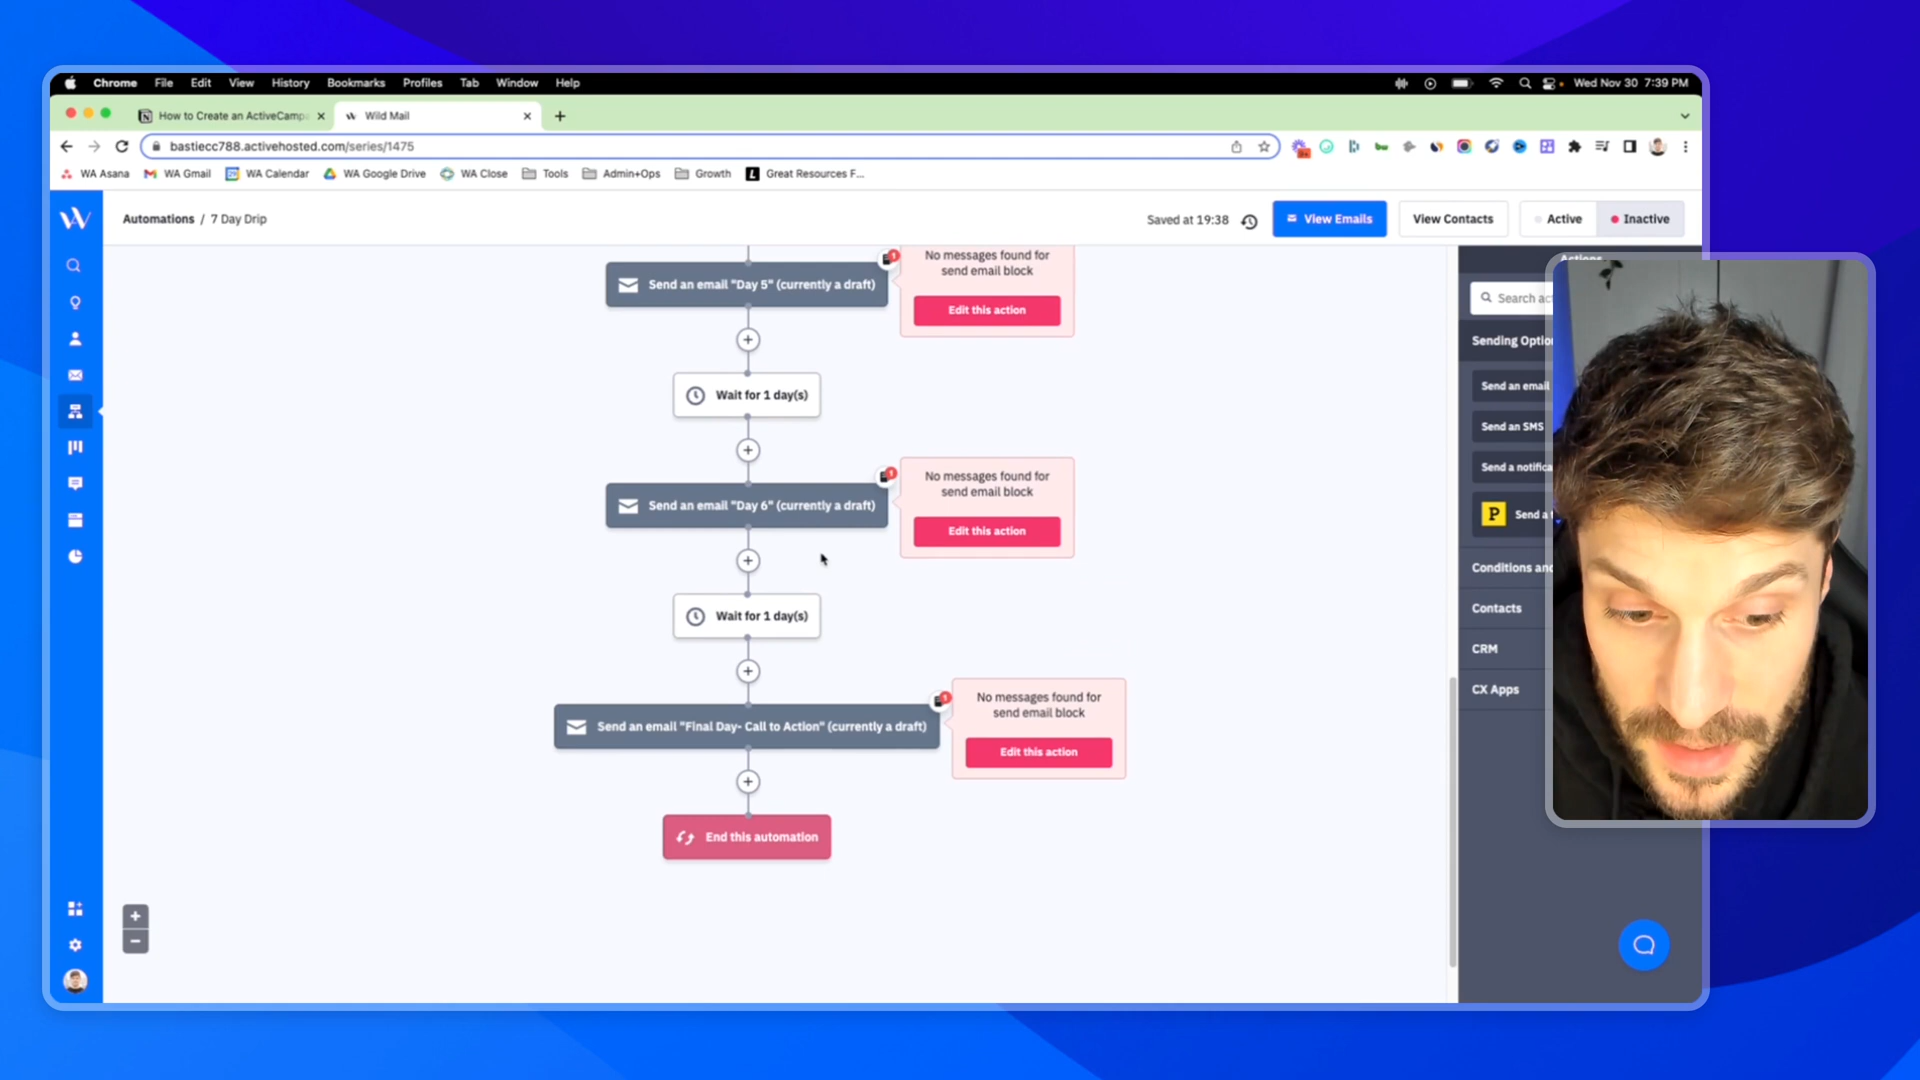 Chrome File Edit View History Bookmarks Profiles Tab Window Help
Wed Nov 30 7:39 PM
How to Create an ActiveCampa
Wild Mail
bastiecc788.activehosted.com/series/1475
WA Asana WA Gmail WA Calendar WA Google Drive WA Close Tools Admin+Ops Growth Great Resources F...
Automations / 7 Day Drip
Saved at 19:38
View Emails
View Contacts
Active
Inactive
No messages found for
send email block
Edit this action
Send an email "Day 5" (currently a draft)
Wait for 1 day(s)
No messages found for
send email block
Edit this action
Send an email "Day 6" (currently a draft)
Wait for 1 day(s)
No messages found for
send email block
Edit this action
Send an email "Final Day- Call to Action" (currently a draft)
End this automation
Actions
Search ac
Sending Optio
Send an email
Send an SMS
Send a notifica
P Send a t
Conditions and
Contacts
CRM
CX Apps